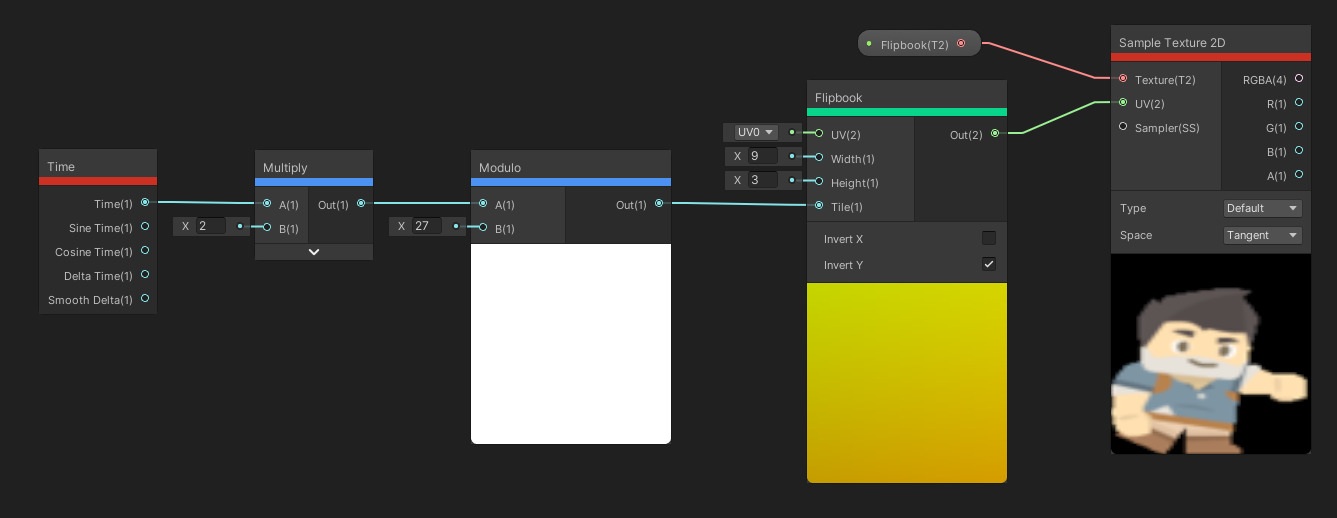 Time
Time(1)
Sine Time(1)
Cosine Time(1)
Delta Time(1)
Smooth Delta(1)
X 2
Multiply
A(1)
B(1)
Out(1)
X 27
Modulo
A(1)
B(1)
Out(1)
Flipbook(T2)
UV0
X 9
X 3
Flipbook
UV(2)
Width(1)
Height(1)
Tile(1)
Out(2)
Invert X
Invert Y
Sample Texture 2D
Texture(T2)
UV(2)
Sampler(SS)
RGBA(4)
R(1)
G(1)
B(1)
A(1)
Type Default
Space Tangent